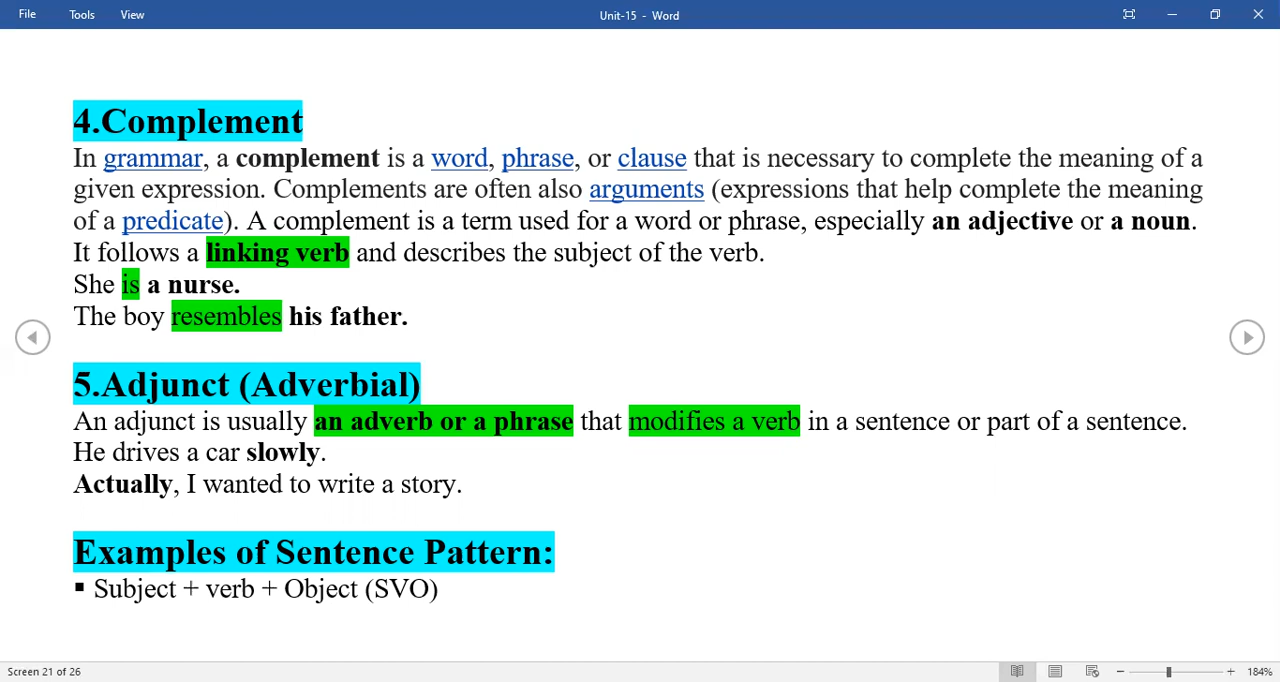 File Tools View Unit-15 - Word
4.Complement
In grammar, a complement is a word, phrase, or clause that is necessary to complete the meaning of a
given expression. Complements are often also arguments (expressions that help complete the meaning
of a predicate). A complement is a term used for a word or phrase, especially an adjective or a noun.
It follows a linking verb and describes the subject of the verb.
She is a nurse.
The boy resembles his father.
5.Adjunct (Adverbial)
An adjunct is usually an adverb or a phrase that modifies a verb in a sentence or part of a sentence.
He drives a car slowly.
Actually, I wanted to write a story.
Examples of Sentence Pattern:
▪ Subject + verb + Object (SVO)
Screen 21 of 26 184%